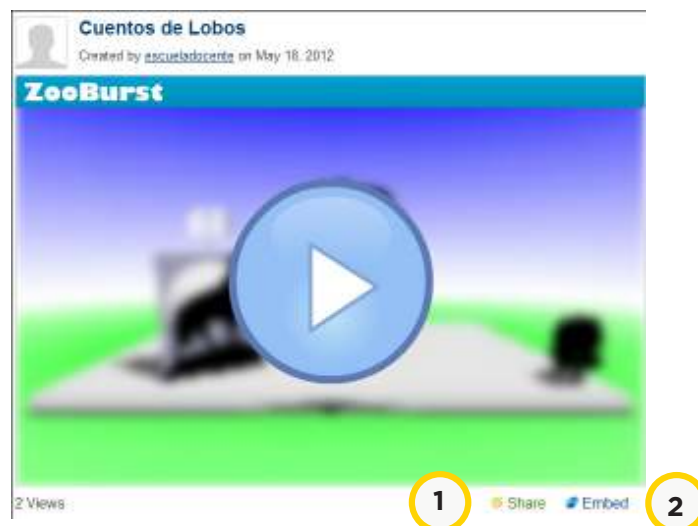 Cuentos de Lobos
Created by escueladocente on May 18, 2012
ZooBurst
2 Views
1
Share
Embed
2